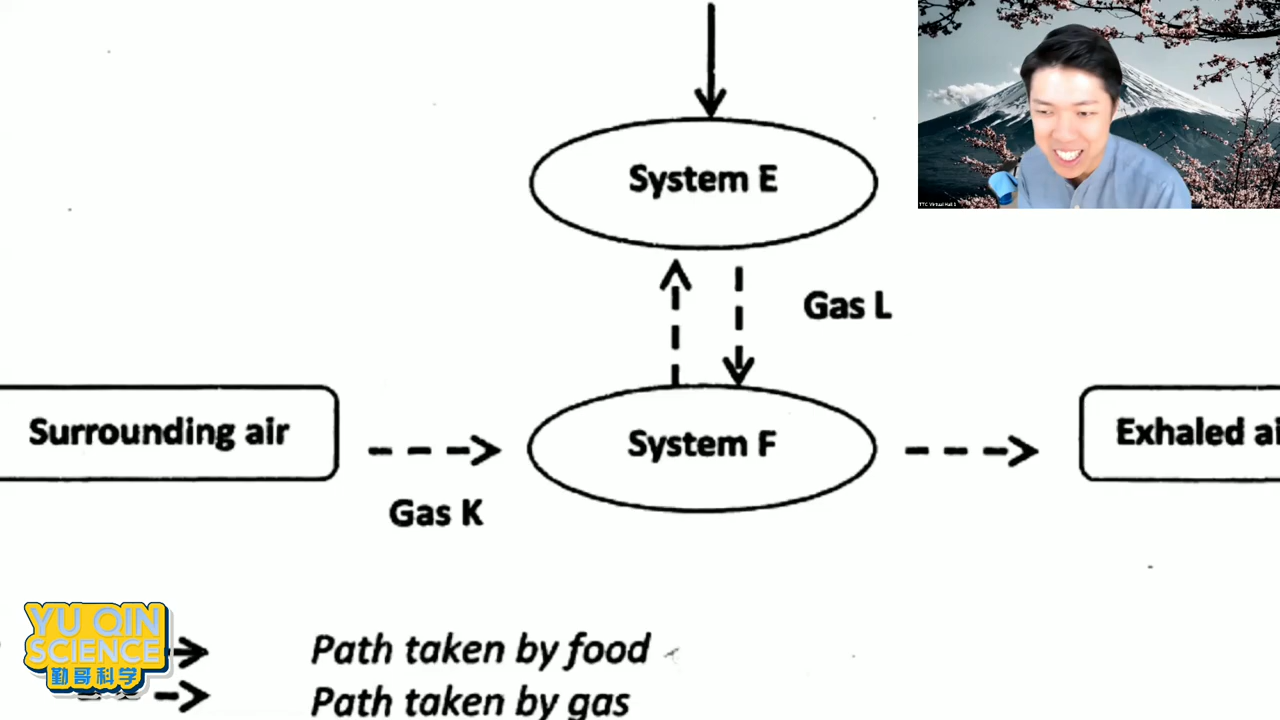 System E
Gas L
Surrounding air
System F
Exhaled ai
Gas K
YU QIN
SCIENCE
勤哥科学
Path taken by food
Path taken by gas